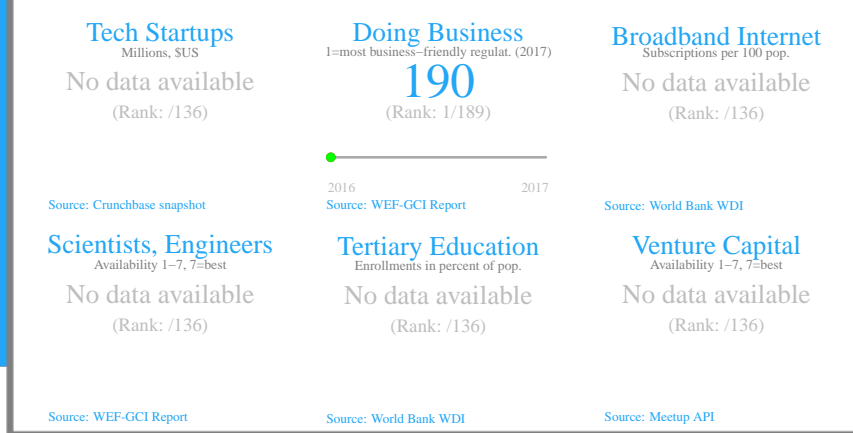 Tech Startups
Millions, $US
No data available
(Rank: /136)
Source: Crunchbase snapshot
Doing Business
1=most business−friendly regulat. (2017)
190
(Rank: 1/189)
2016 2017
Source: WEF-GCI Report
Broadband Internet
Subscriptions per 100 pop.
No data available
(Rank: /136)
Source: World Bank WDI
Scientists, Engineers
Availability 1−7, 7=best
No data available
(Rank: /136)
Source: WEF-GCI Report
Tertiary Education
Enrollments in percent of pop.
No data available
(Rank: /136)
Source: World Bank WDI
Venture Capital
Availability 1−7, 7=best
No data available
(Rank: /136)
Source: Meetup API